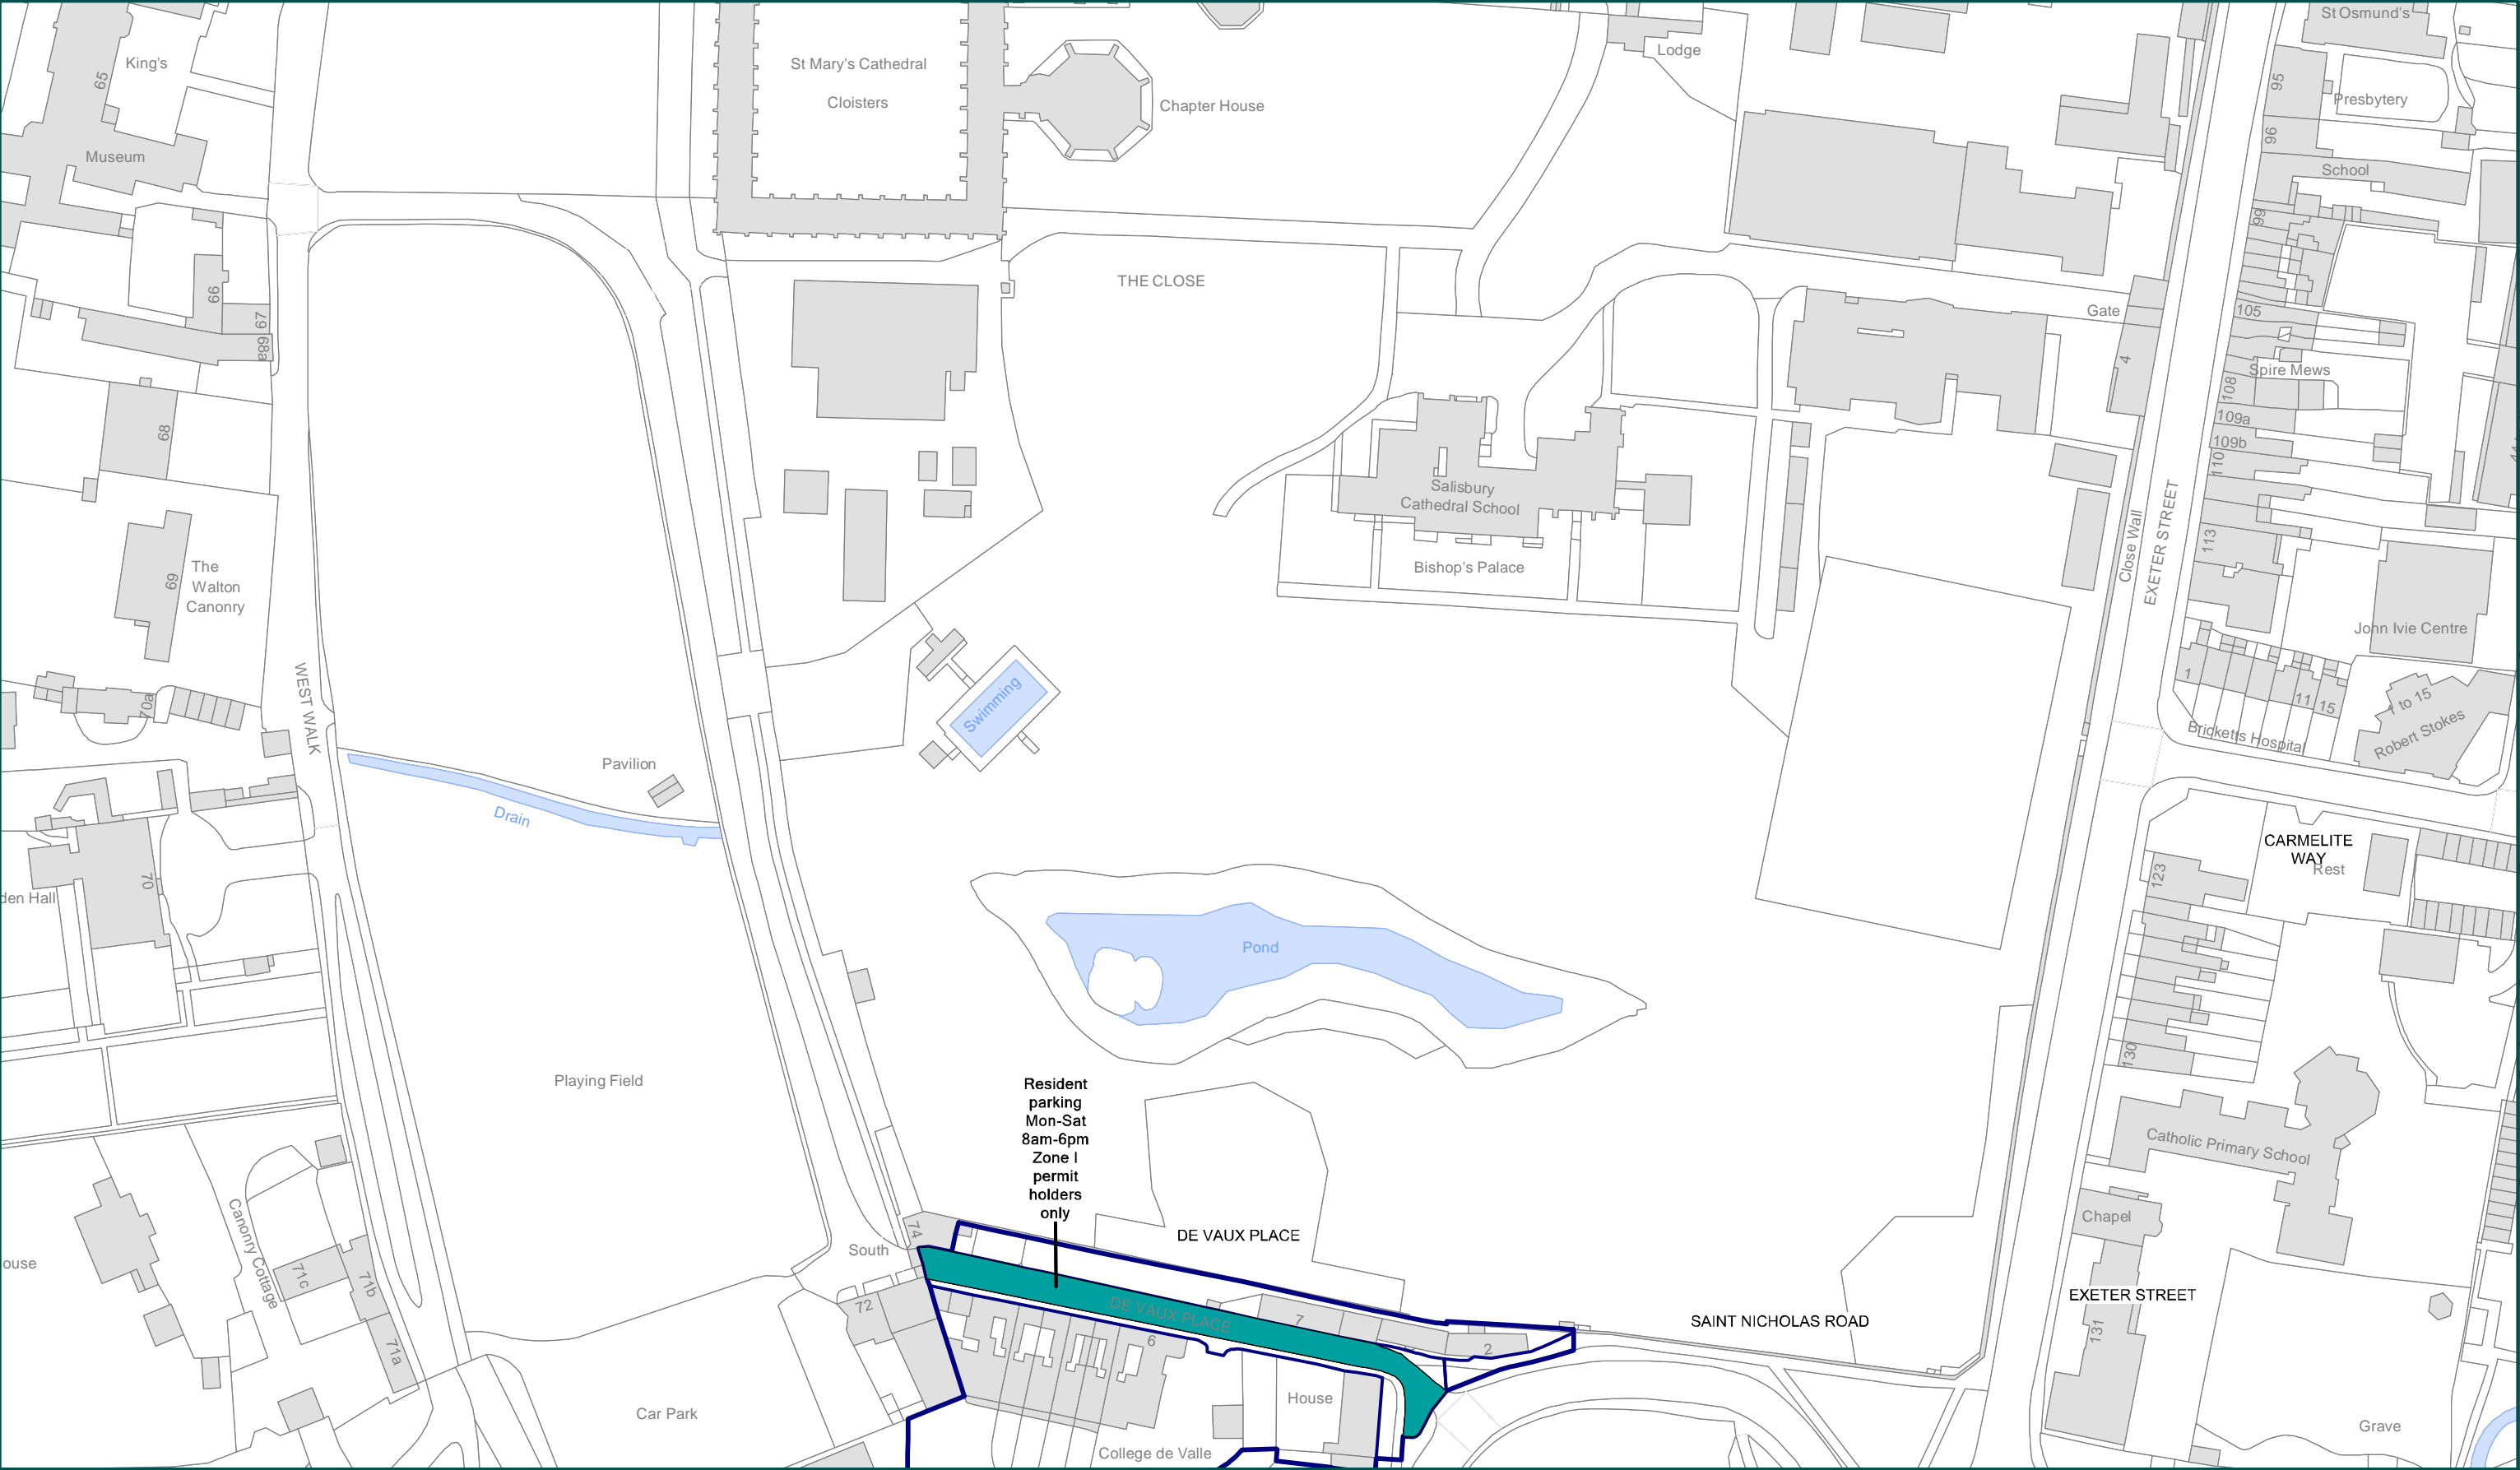 St Osmund's
King's
65
St Mary's Cathedral
Cloisters
Lodge
95
Presbytery
Chapter House
96
Museum
School
99
THE CLOSE
66
67
68a
Gate
105
4
Spire Mews
108
109a
68
109b
110
Salisbury
Cathedral School
Close Wall
EXETER STREET
113
Bishop's Palace
The
Walton
Canonry
69
John Ivie Centre
WEST WALK
70a
Swimming
1
11
15
1 to 15
Robert Stokes
Bricketts Hospital
Pavilion
Drain
CARMELITE
WAY
Rest
123
70
den Hall
Pond
130
Playing Field
Resident
parking
Mon-Sat
8am-6pm
Zone I
permit
holders
only
Catholic Primary School
Chapel
Canonry Cottage
74
South
DE VAUX PLACE
ouse
71c
71b
72
DE VAUX PLACE
7
6
2
SAINT NICHOLAS ROAD
EXETER STREET
131
71a
House
Car Park
College de Valle
Grave